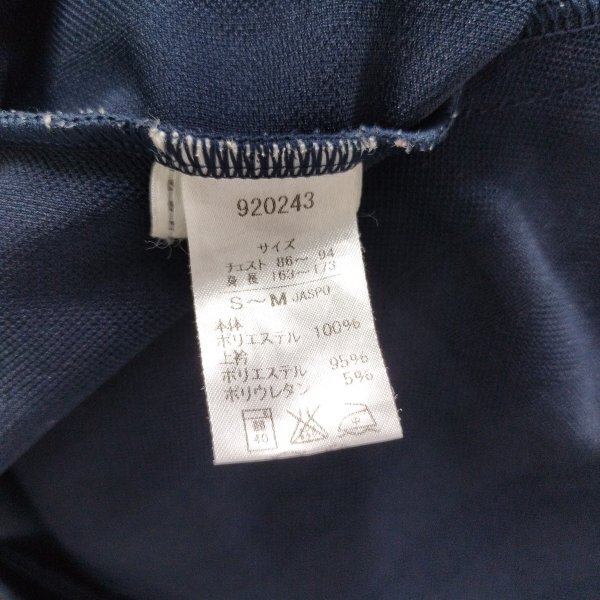 920243
サイズ
チェスト 86～ 94
身長 163～173
S～M JASPO
本体
ポリエステル 100%
上衿
ポリエステル 95%
ポリウレタン 5%
40
中